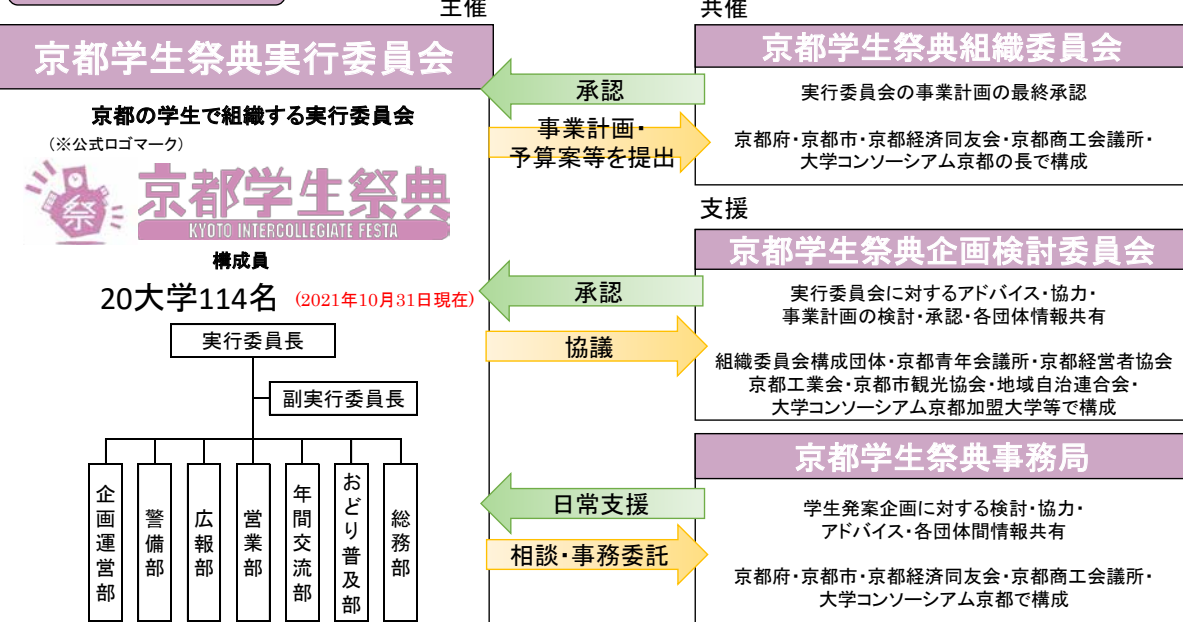 主催
京都学生祭典実行委員会
京都の学生で組織する実行委員会
(※公式ロゴマーク)
祭
京都学生祭典
KYOTO INTERCOLLEGIATE FESTA
構成員
20大学114名 (2021年10月31日現在)
実行委員長
副実行委員長
企画運営部
警備部
広報部
営業部
年間交流部
おどり普及部
総務部
承認
事業計画・
予算案等を提出
承認
協議
日常支援
相談・事務委託
共催
京都学生祭典組織委員会
実行委員会の事業計画の最終承認
京都府・京都市・京都経済同友会・京都商工会議所・
大学コンソーシアム京都の長で構成
支援
京都学生祭典企画検討委員会
実行委員会に対するアドバイス・協力・
事業計画の検討・承認・各団体情報共有
組織委員会構成団体・京都青年会議所・京都経営者協会
京都工業会・京都市観光協会・地域自治連合会・
大学コンソーシアム京都加盟大学等で構成
京都学生祭典事務局
学生発案企画に対する検討・協力・
アドバイス・各団体間情報共有
京都府・京都市・京都経済同友会・京都商工会議所・
大学コンソーシアム京都で構成